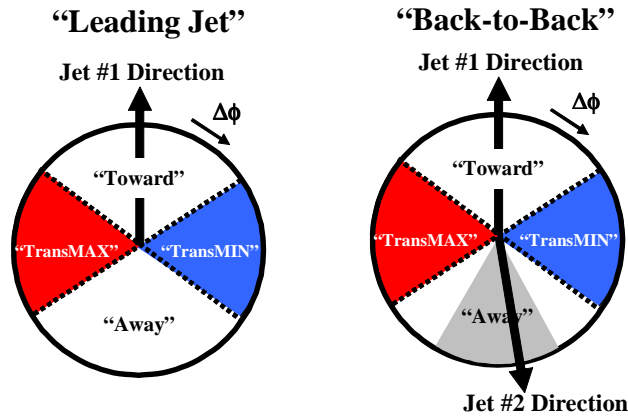 “Leading Jet”
Jet #1 Direction
Δϕ
“Toward”
“TransMAX”
“TransMIN”
“Away”
“Back-to-Back”
Jet #1 Direction
Δϕ
“Toward”
“TransMAX”
“TransMIN”
“Away”
Jet #2 Direction